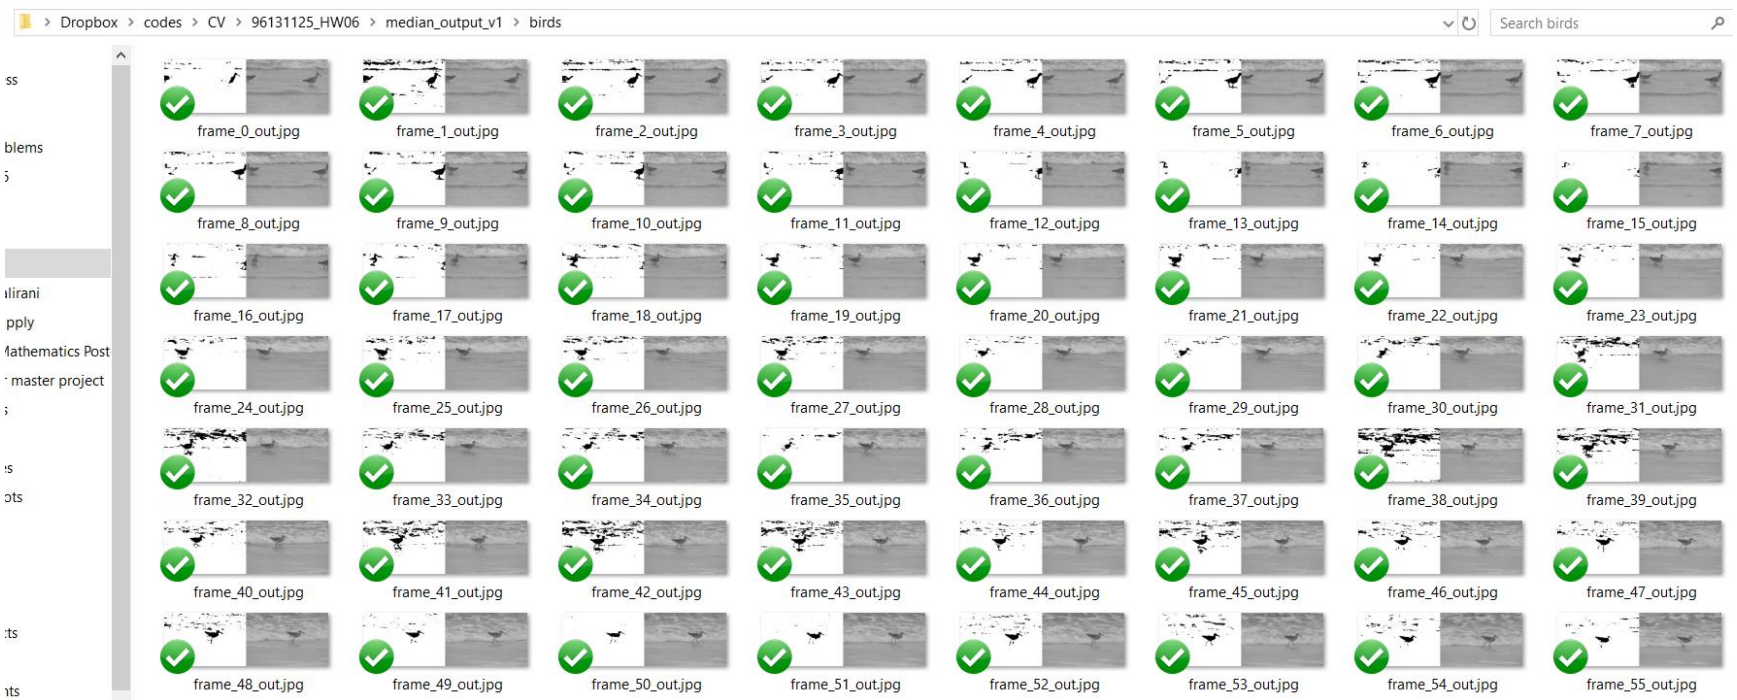 > Dropbox > codes > CV > 96131125_HW06 > median_output_v1 > birds
Search birds
frame_0_out.jpg frame_1_out.jpg frame_2_out.jpg frame_3_out.jpg frame_4_out.jpg frame_5_out.jpg frame_6_out.jpg frame_7_out.jpg
frame_8_out.jpg frame_9_out.jpg frame_10_out.jpg frame_11_out.jpg frame_12_out.jpg frame_13_out.jpg frame_14_out.jpg frame_15_out.jpg
frame_16_out.jpg frame_17_out.jpg frame_18_out.jpg frame_19_out.jpg frame_20_out.jpg frame_21_out.jpg frame_22_out.jpg frame_23_out.jpg
frame_24_out.jpg frame_25_out.jpg frame_26_out.jpg frame_27_out.jpg frame_28_out.jpg frame_29_out.jpg frame_30_out.jpg frame_31_out.jpg
frame_32_out.jpg frame_33_out.jpg frame_34_out.jpg frame_35_out.jpg frame_36_out.jpg frame_37_out.jpg frame_38_out.jpg frame_39_out.jpg
frame_40_out.jpg frame_41_out.jpg frame_42_out.jpg frame_43_out.jpg frame_44_out.jpg frame_45_out.jpg frame_46_out.jpg frame_47_out.jpg
frame_48_out.jpg frame_49_out.jpg frame_50_out.jpg frame_51_out.jpg frame_52_out.jpg frame_53_out.jpg frame_54_out.jpg frame_55_out.jpg
blems
alirani
pply
Mathematics Post
master project
ots